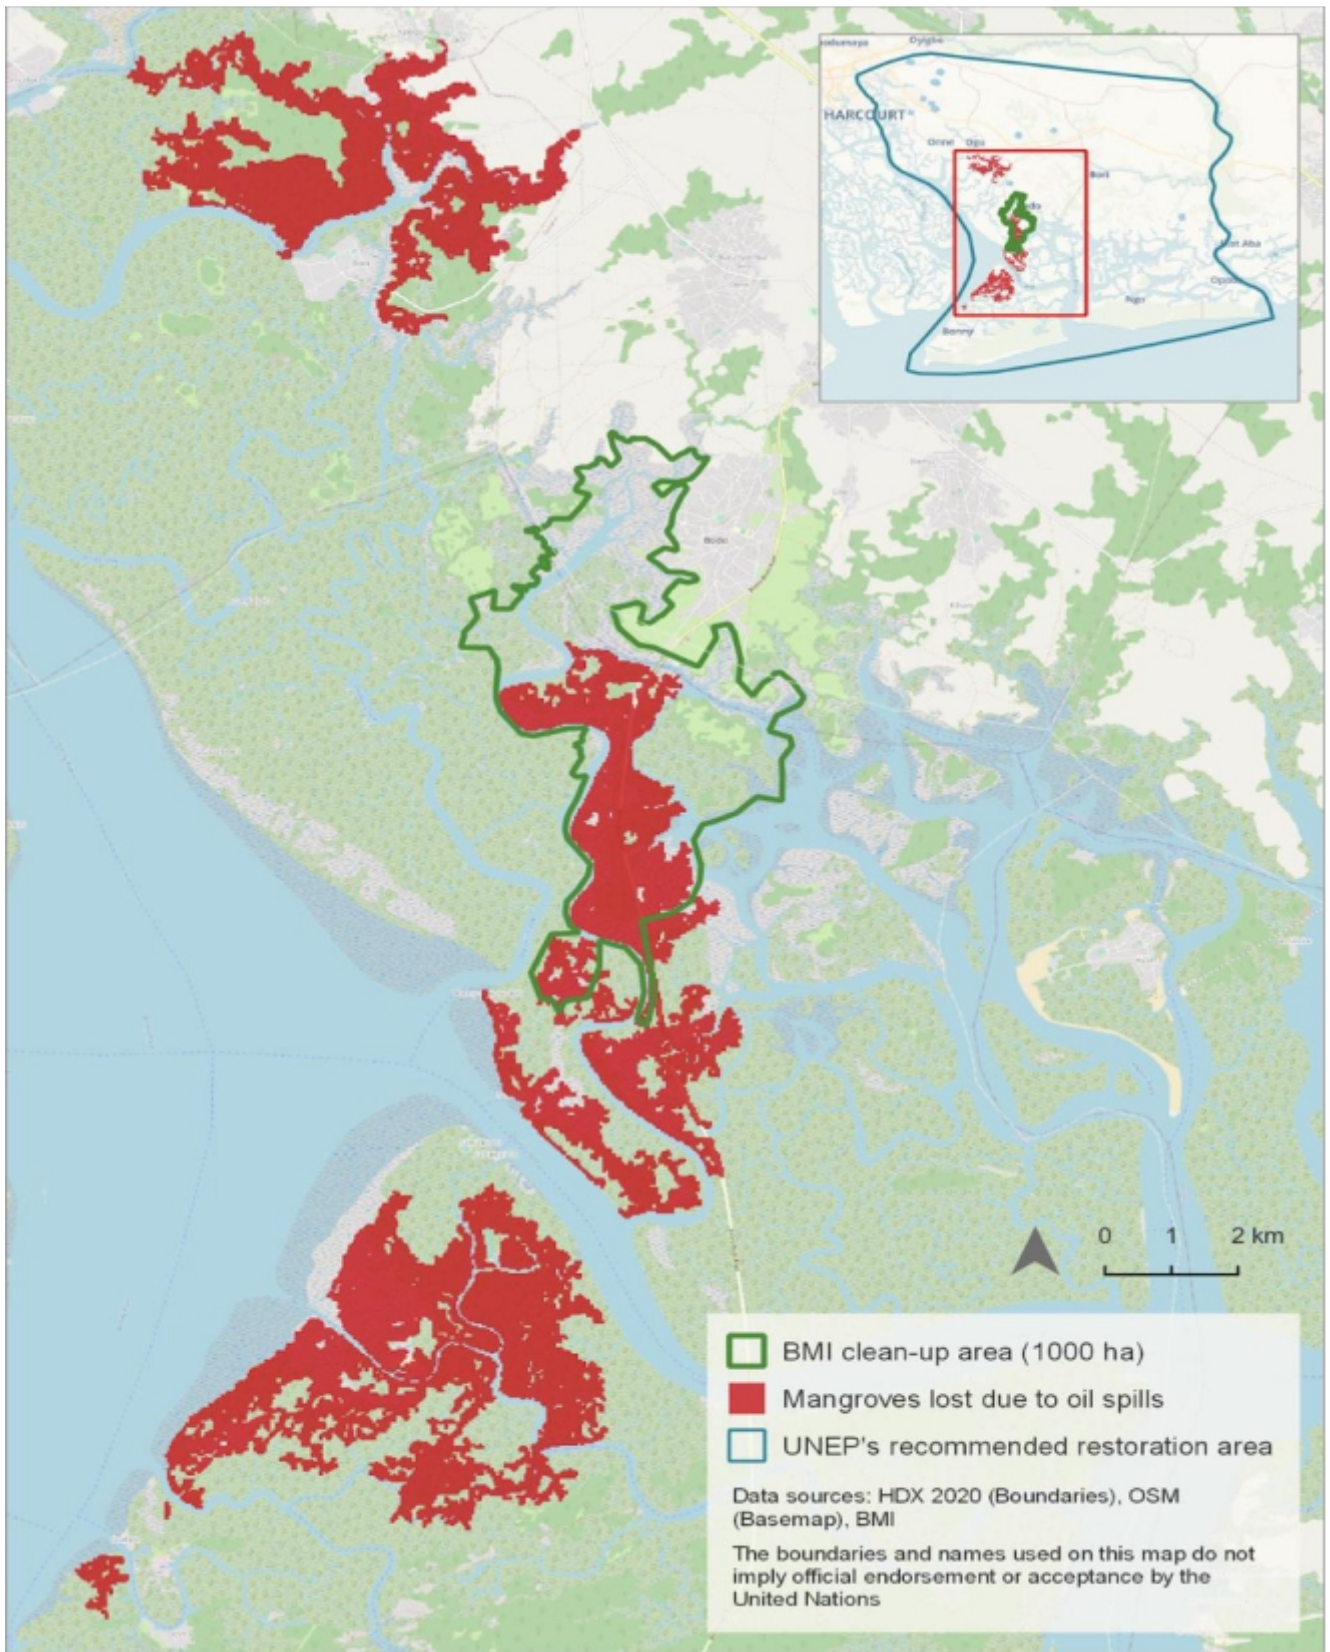 HARCOURT
Onne Ogu
Bori
Ngo
Bonny
Bodo
0 1 2 km
BMI clean-up area (1000 ha)
Mangroves lost due to oil spills
UNEP's recommended restoration area
Data sources: HDX 2020 (Boundaries), OSM
(Basemap), BMI
The boundaries and names used on this map do not
imply official endorsement or acceptance by the
United Nations